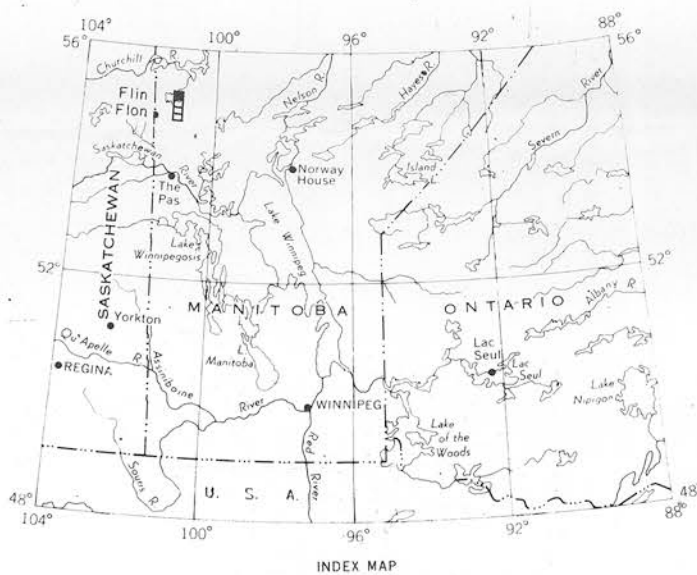 104°
100°
96°
92°
88°
56°
56°
Churchill R.
Nelson R.
Hayes R.
Severn River
Flin
Flon
Saskatchewan River
The
Pas
Norway
House
Island
L.
SASKATCHEWAN
Lake
Winnipegosis
Lake Winnipeg
52°
52°
MANITOBA
ONTARIO
Albany R.
Yorkton
Qu'Apelle R.
L.
Manitoba
Lac
Seul
Lac
Seul
REGINA
Assiniboine River
WINNIPEG
Lake
Nipigon
Lake
of the
Woods
Red River
Souris R.
U. S. A.
48°
48°
104°
100°
96°
92°
88°
INDEX MAP